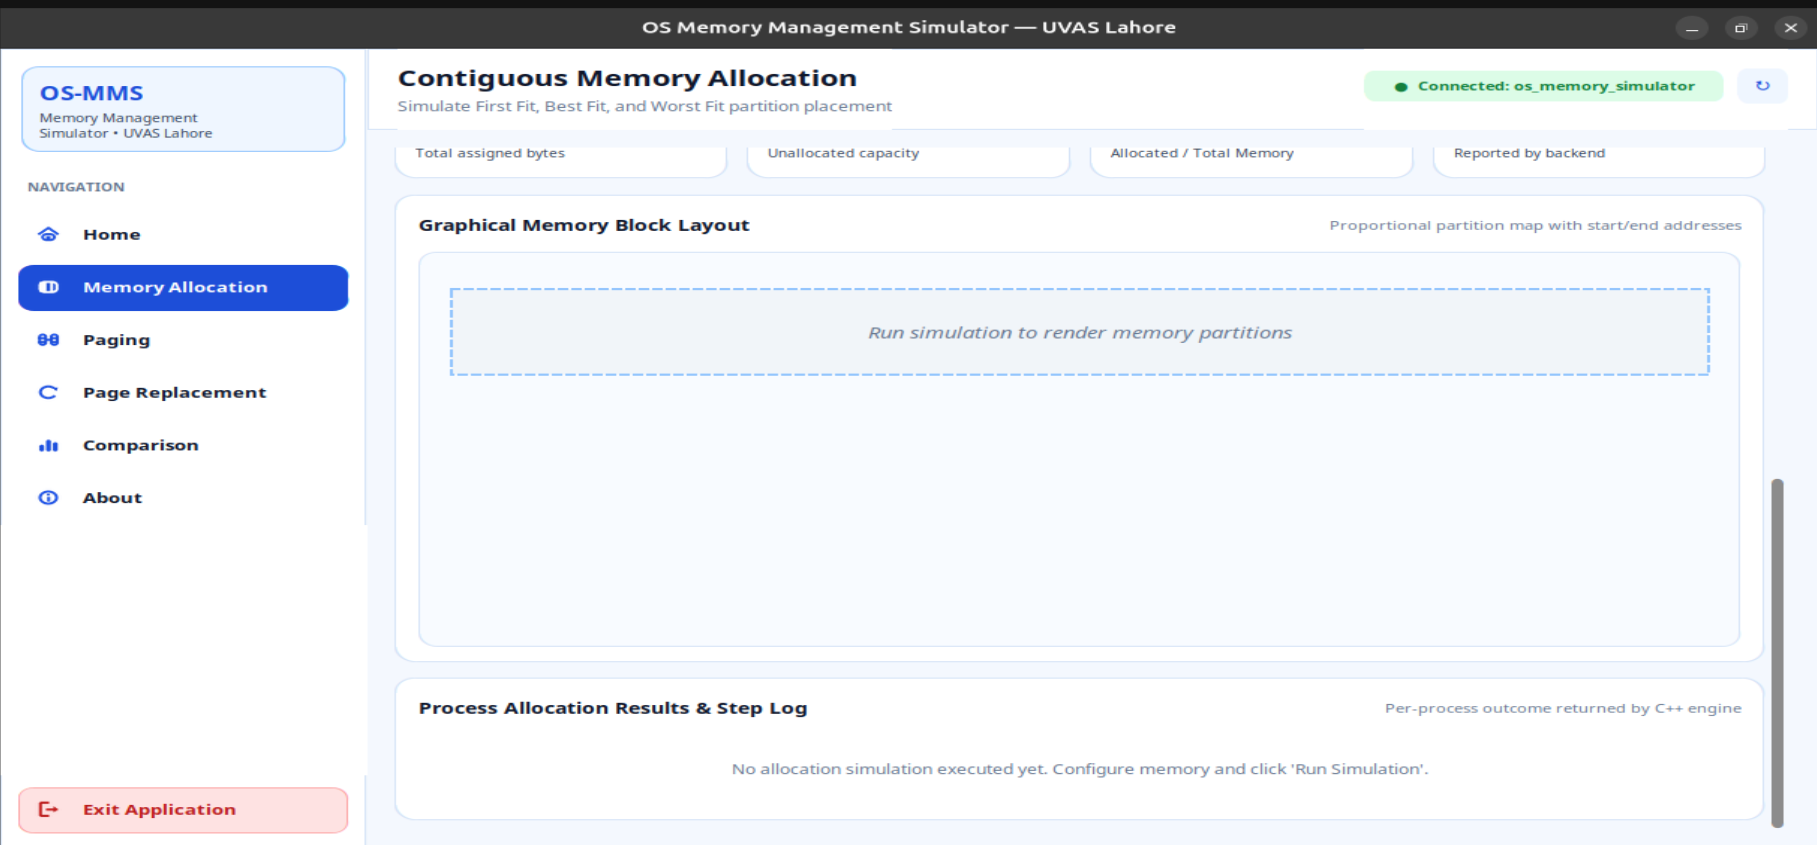 OS Memory Management Simulator — UVAS Lahore
OS-MMS
Memory Management
Simulator • UVAS Lahore
NAVIGATION
Home
Memory Allocation
Paging
Page Replacement
Comparison
About
Exit Application
Contiguous Memory Allocation
Simulate First Fit, Best Fit, and Worst Fit partition placement
Connected: os_memory_simulator
Total assigned bytes
Unallocated capacity
Allocated / Total Memory
Reported by backend
Graphical Memory Block Layout
Proportional partition map with start/end addresses
Run simulation to render memory partitions
Process Allocation Results & Step Log
Per-process outcome returned by C++ engine
No allocation simulation executed yet. Configure memory and click 'Run Simulation'.